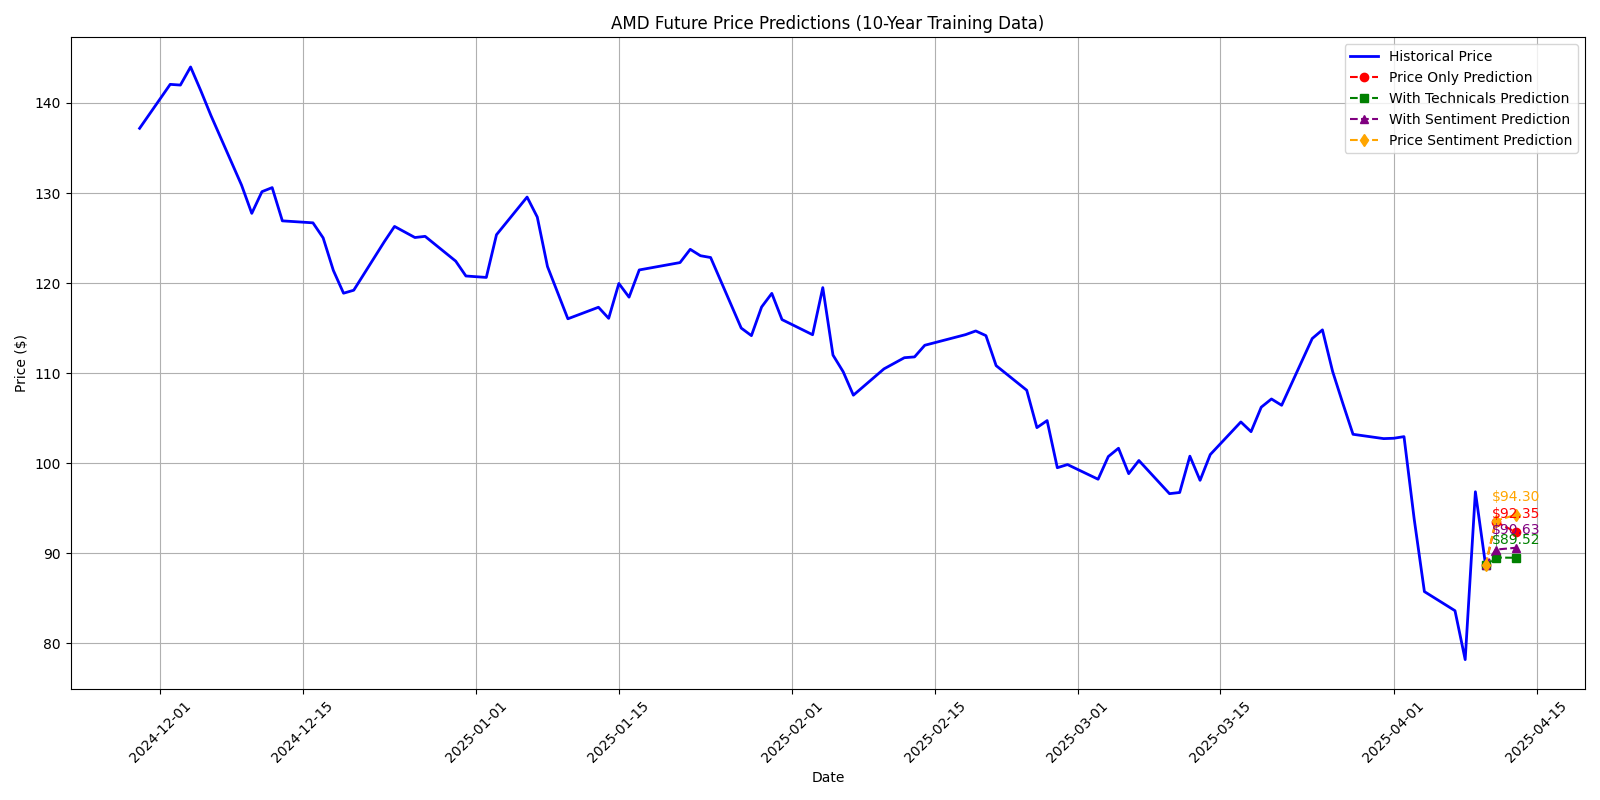 AMD Future Price Predictions (10-Year Training Data)
Historical Price
Price Only Prediction
With Technicals Prediction
With Sentiment Prediction
Price Sentiment Prediction
Price ($)
140
130
120
110
100
90
80
$94.30
$92.35
$90.63
$89.52
2024-12-01
2024-12-15
2025-01-01
2025-01-15
2025-02-01
2025-02-15
2025-03-01
2025-03-15
2025-04-01
2025-04-15
Date